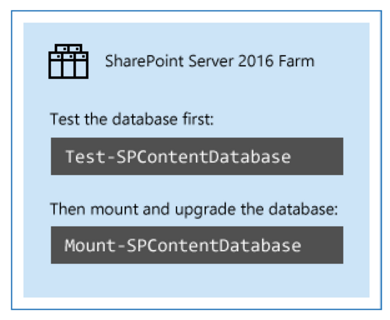 SharePoint Server 2016 Farm
Test the database first:
Test-SPContentDatabase
Then mount and upgrade the database:
Mount-SPContentDatabase